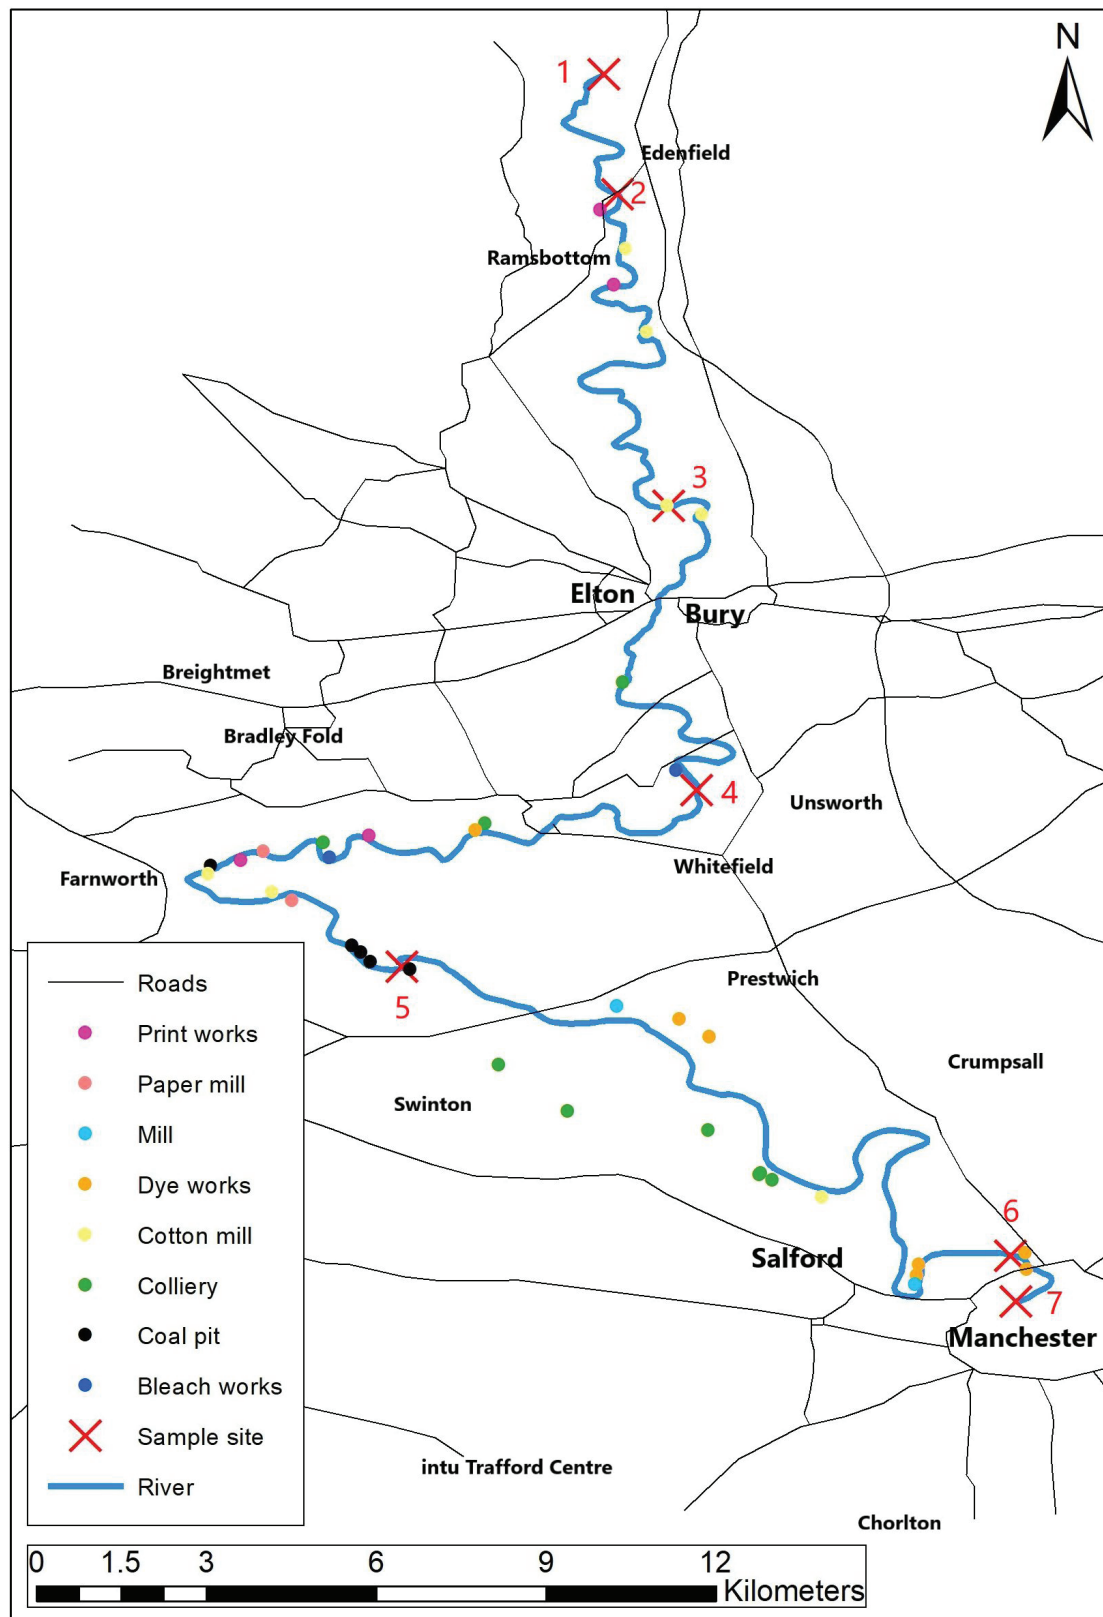 N
1
Edenfield
2
Ramsbottom
3
Elton
Bury
Breightmet
Bradley Fold
4
Unsworth
Whitefield
Farnworth
Prestwich
5
Crumpsall
Swinton
6
Salford
7
Manchester
intu Trafford Centre
Chorlton
Roads
Print works
Paper mill
Mill
Dye works
Cotton mill
Colliery
Coal pit
Bleach works
Sample site
River
0 1.5 3 6 9 12
Kilometers